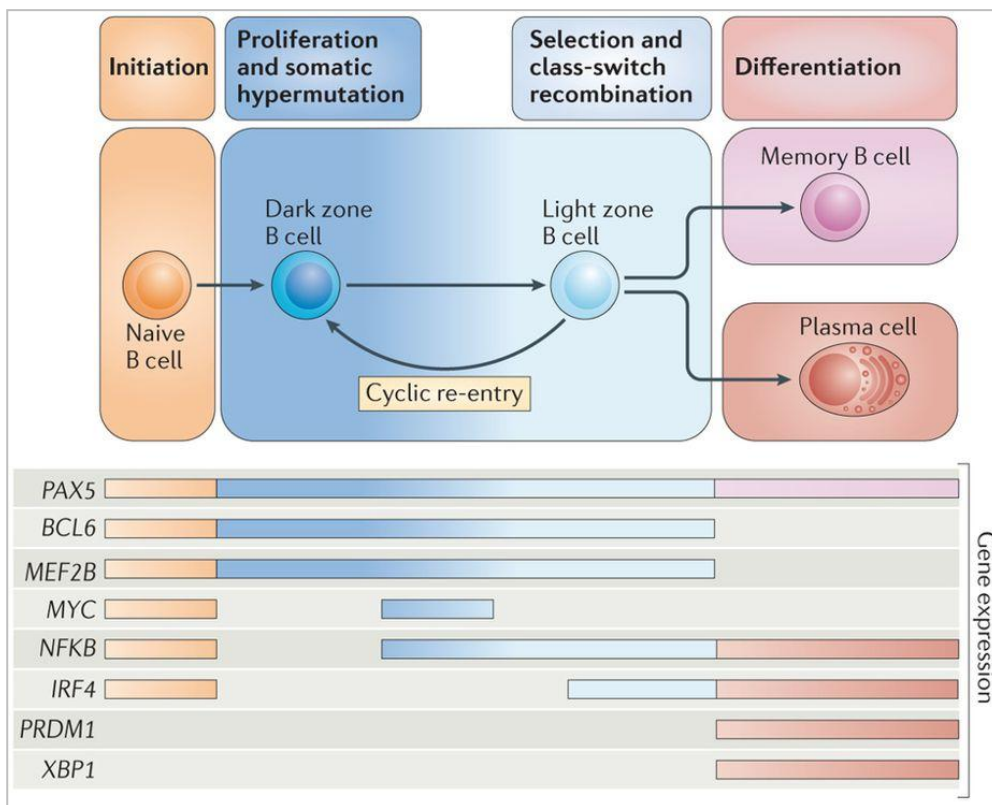 Initiation
Proliferation
and somatic
hypermutation
Selection and
class-switch
recombination
Differentiation
Naive
B cell
Dark zone
B cell
Light zone
B cell
Cyclic re-entry
Memory B cell
Plasma cell
PAX5
BCL6
MEF2B
MYC
NFKB
IRF4
PRDM1
XBP1
Gene expression